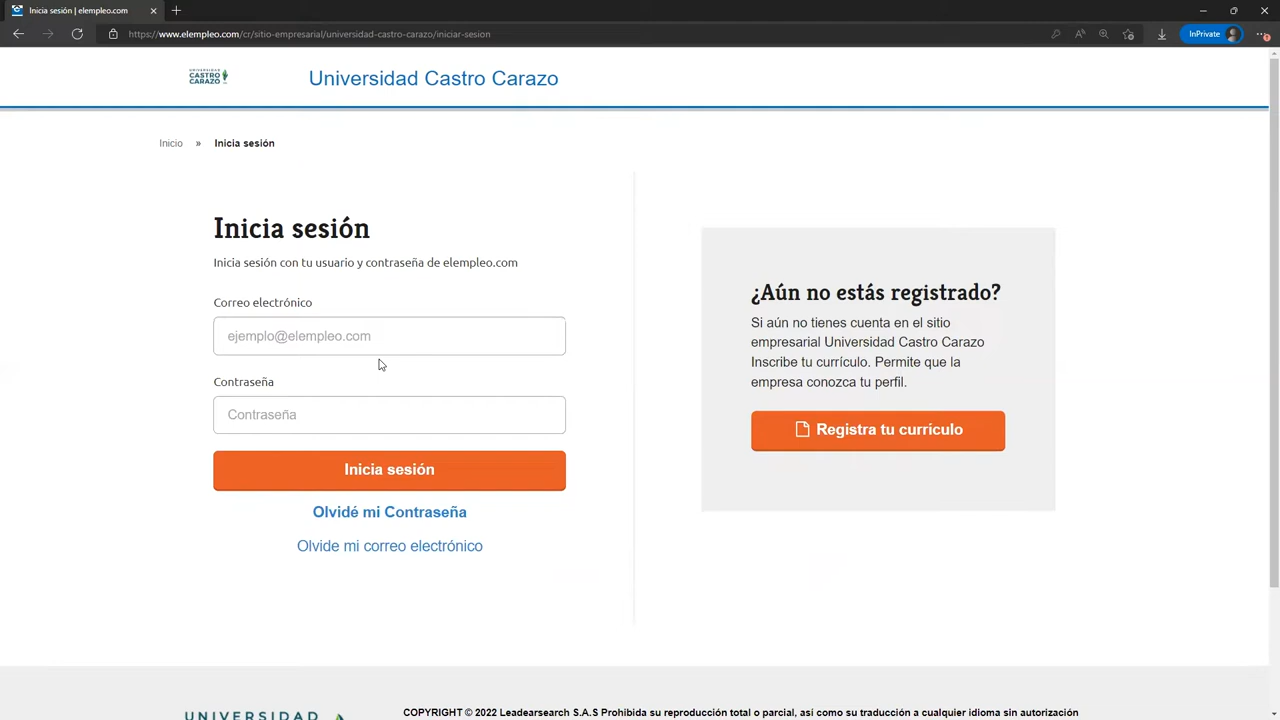 Inicia sesión | elempleo.com
https://www.elempleo.com/cr/sitio-empresarial/universidad-castro-carazo/iniciar-sesion
InPrivate
UNIVERSIDAD
CASTRO
CARAZO
Universidad Castro Carazo
Inicio » Inicia sesión
Inicia sesión
Inicia sesión con tu usuario y contraseña de elempleo.com
Correo electrónico
ejemplo@elempleo.com
Contraseña
Contraseña
Inicia sesión
Olvidé mi Contraseña
Olvide mi correo electrónico
¿Aún no estás registrado?
Si aún no tienes cuenta en el sitio
empresarial Universidad Castro Carazo
Inscribe tu currículo. Permite que la
empresa conozca tu perfil.
Registra tu currículo
UNIVERSIDAD
COPYRIGHT © 2022 Leadearsearch S.A.S Prohibida su reproducción total o parcial, así como su traducción a cualquier idioma sin autorización